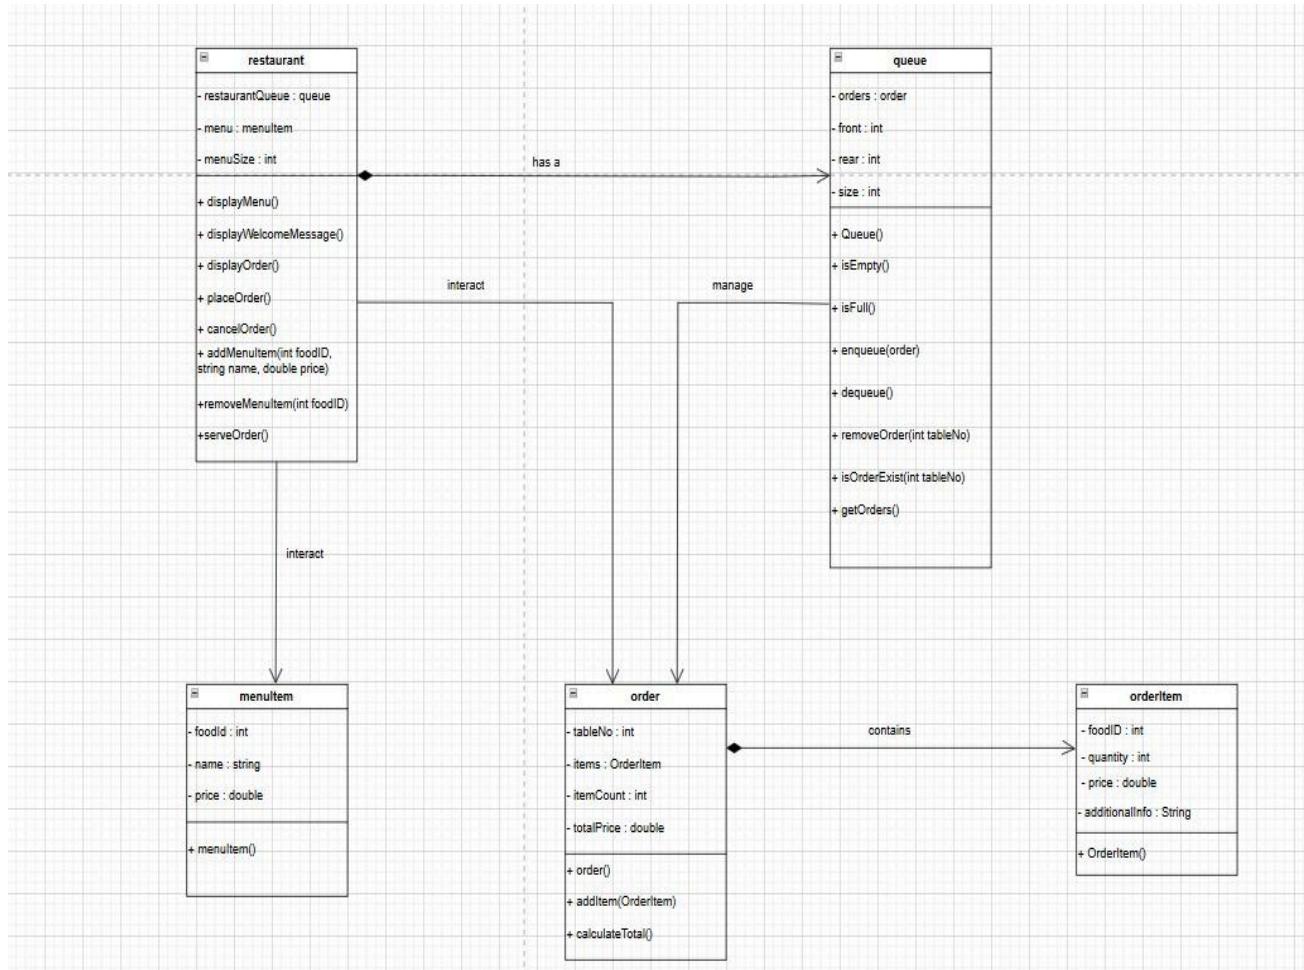 restaurant
- restaurantQueue : queue
- menu : menuItem
- menuSize : int
+ displayMenu()
+ displayWelcomeMessage()
+ displayOrder()
+ placeOrder()
+ cancelOrder()
+ addMenuItem(int foodID,
string name, double price)
+removeMenuItem(int foodID)
+serveOrder()
has a
queue
- orders : order
- front : int
- rear : int
- size : int
+ Queue()
+ isEmpty()
+ isFull()
+ enqueue(order)
+ dequeue()
+ removeOrder(int tableNo)
+ isOrderExist(int tableNo)
+ getOrders()
interact
manage
interact
menuItem
- foodId : int
- name : string
- price : double
+ menuItem()
order
- tableNo : int
- items : OrderItem
- itemCount : int
- totalPrice : double
+ order()
+ addItem(OrderItem)
+ calculateTotal()
contains
orderItem
- foodID : int
- quantity : int
- price : double
- additionalInfo : String
+ OrderItem()